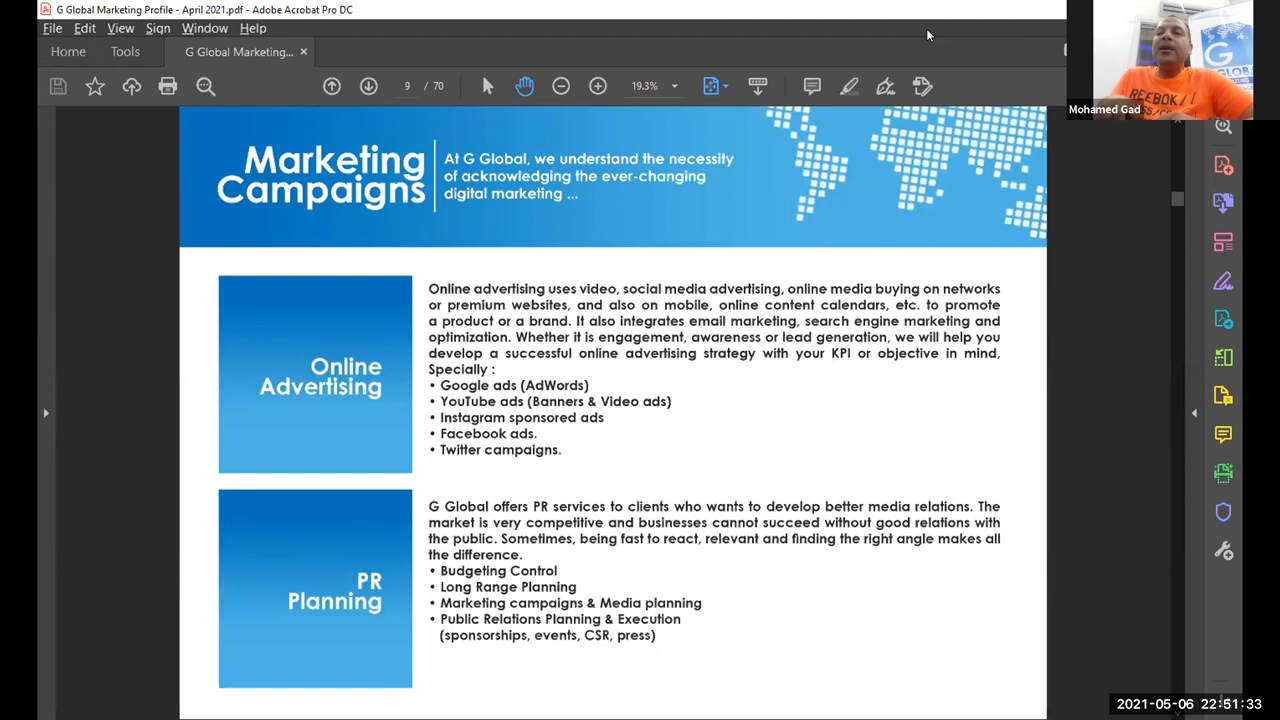 G Global Marketing Profile - April 2021.pdf - Adobe Acrobat Pro DC
File Edit View Sign Window Help
Home Tools G Global Marketing... ×
9 / 70 19.3%
Mohamed Gad
Marketing
Campaigns
At G Global, we understand the necessity
of acknowledging the ever-changing
digital marketing ...
Online
Advertising
Online advertising uses video, social media advertising, online media buying on networks
or premium websites, and also on mobile, online content calendars, etc. to promote
a product or a brand. It also integrates email marketing, search engine marketing and
optimization. Whether it is engagement, awareness or lead generation, we will help you
develop a successful online advertising strategy with your KPI or objective in mind,
Specially :
• Google ads (AdWords)
• YouTube ads (Banners & Video ads)
• Instagram sponsored ads
• Facebook ads.
• Twitter campaigns.
PR
Planning
G Global offers PR services to clients who wants to develop better media relations. The
market is very competitive and businesses cannot succeed without good relations with
the public. Sometimes, being fast to react, relevant and finding the right angle makes all
the difference.
• Budgeting Control
• Long Range Planning
• Marketing campaigns & Media planning
• Public Relations Planning & Execution
(sponsorships, events, CSR, press)
2021-05-06 22:51:33